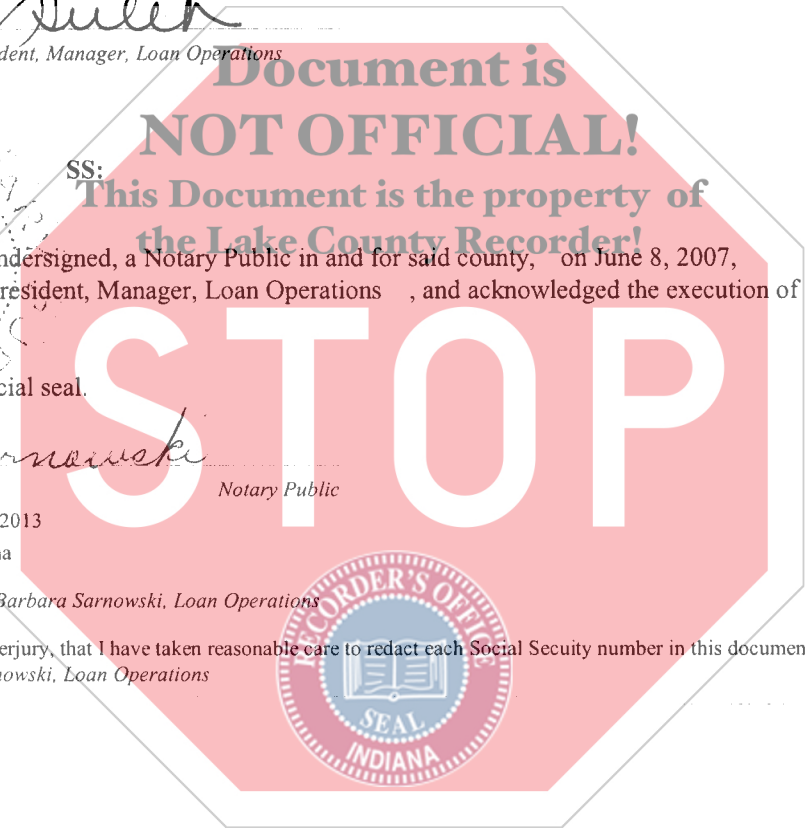 dent, Manager, Loan Operations
Document is
NOT OFFICIAL!
SS:
This Document is the property of
the Lake County Recorder!
ndersigned, a Notary Public in and for said county, on June 8, 2007,
resident, Manager, Loan Operations , and acknowledged the execution of
STOP
cial seal.
rnowski
Notary Public
2013
na
Barbara Sarnowski, Loan Operations
RECORDER'S OFFICE
erjury, that I have taken reasonable care to redact each Social Secuity number in this documen
nowski, Loan Operations
SEAL
INDIANA